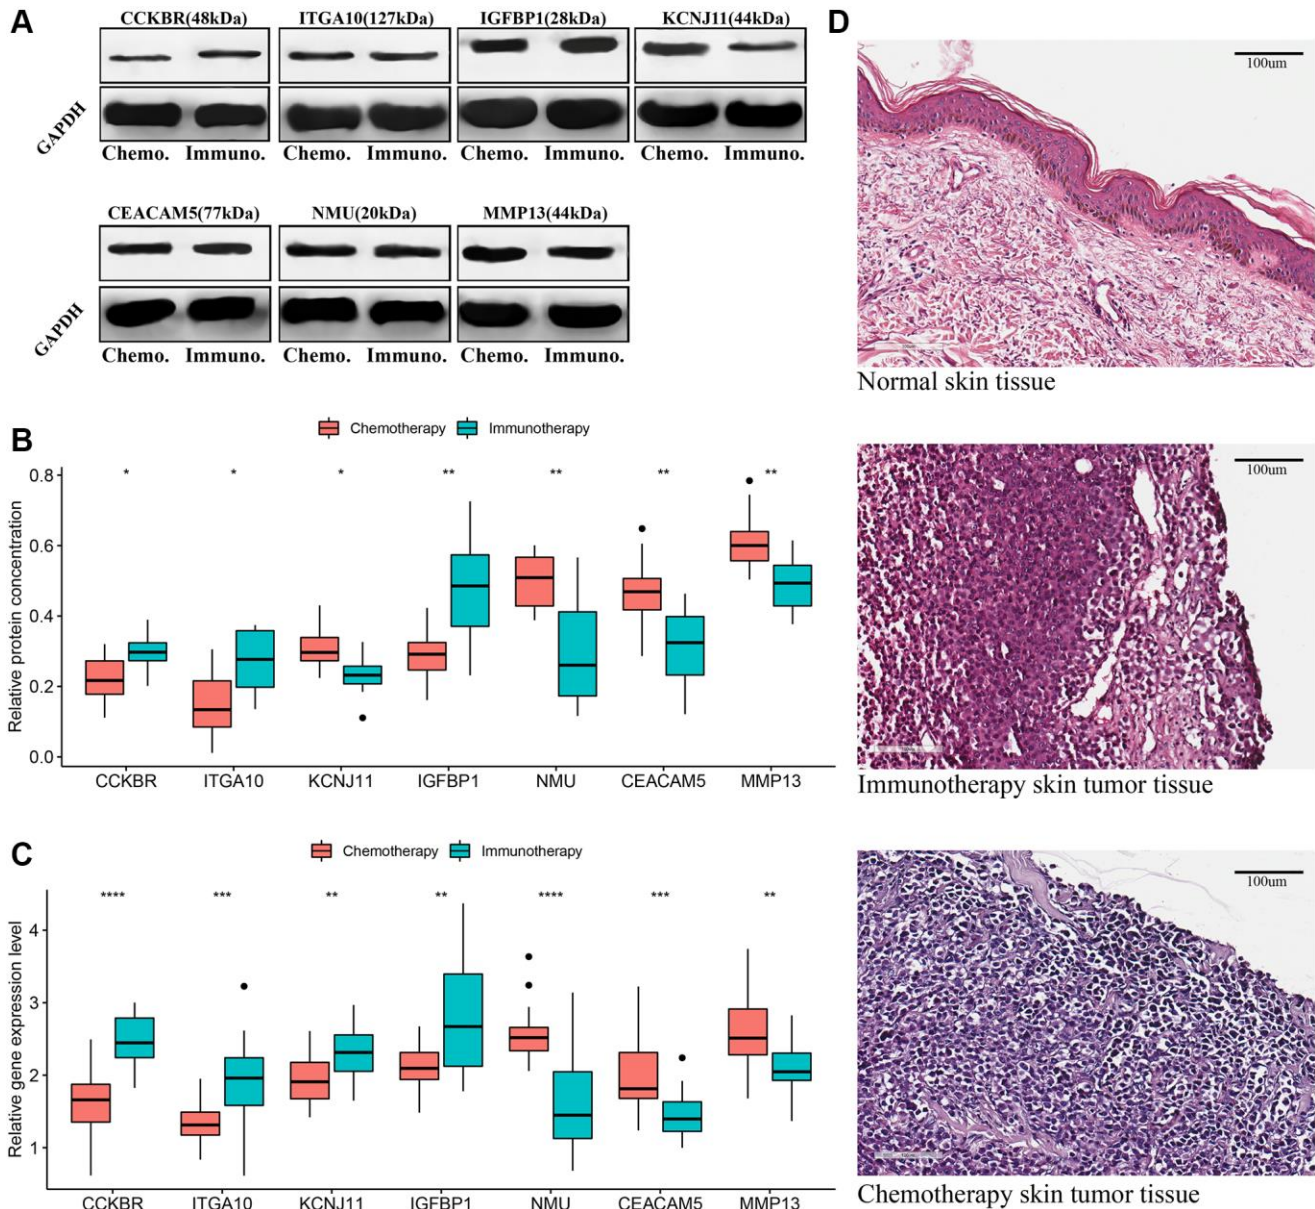 A
CCKBR(48kDa) ITGA10(127kDa) IGFBP1(28kDa) KCNJ11(44kDa)
GAPDH
Chemo. Immuno. Chemo. Immuno. Chemo. Immuno. Chemo. Immuno.
CEACAM5(77kDa) NMU(20kDa) MMP13(44kDa)
GAPDH
Chemo. Immuno. Chemo. Immuno. Chemo. Immuno.
B
Chemotherapy Immunotherapy
Relative protein concentration
* * * ** ** ** **
0.8
0.6
0.4
0.2
0.0
CCKBR ITGA10 KCNJ11 IGFBP1 NMU CEACAM5 MMP13
C
Chemotherapy Immunotherapy
Relative gene expression level
**** *** ** ** **** *** **
4
3
2
1
CCKBR ITGA10 KCNJ11 IGFBP1 NMU CEACAM5 MMP13
D
100um
Normal skin tissue
100um
Immunotherapy skin tumor tissue
100um
Chemotherapy skin tumor tissue